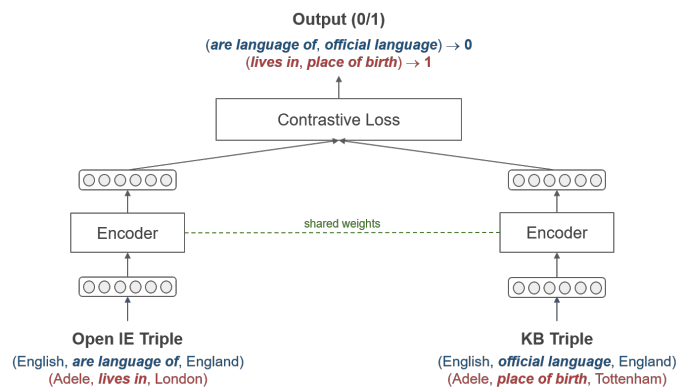 Output (0/1)
(are language of, official language) → 0
(lives in, place of birth) → 1
Contrastive Loss
Encoder
shared weights
Encoder
Open IE Triple
KB Triple
(English, are language of, England)
(English, official language, England)
(Adele, lives in, London)
(Adele, place of birth, Tottenham)